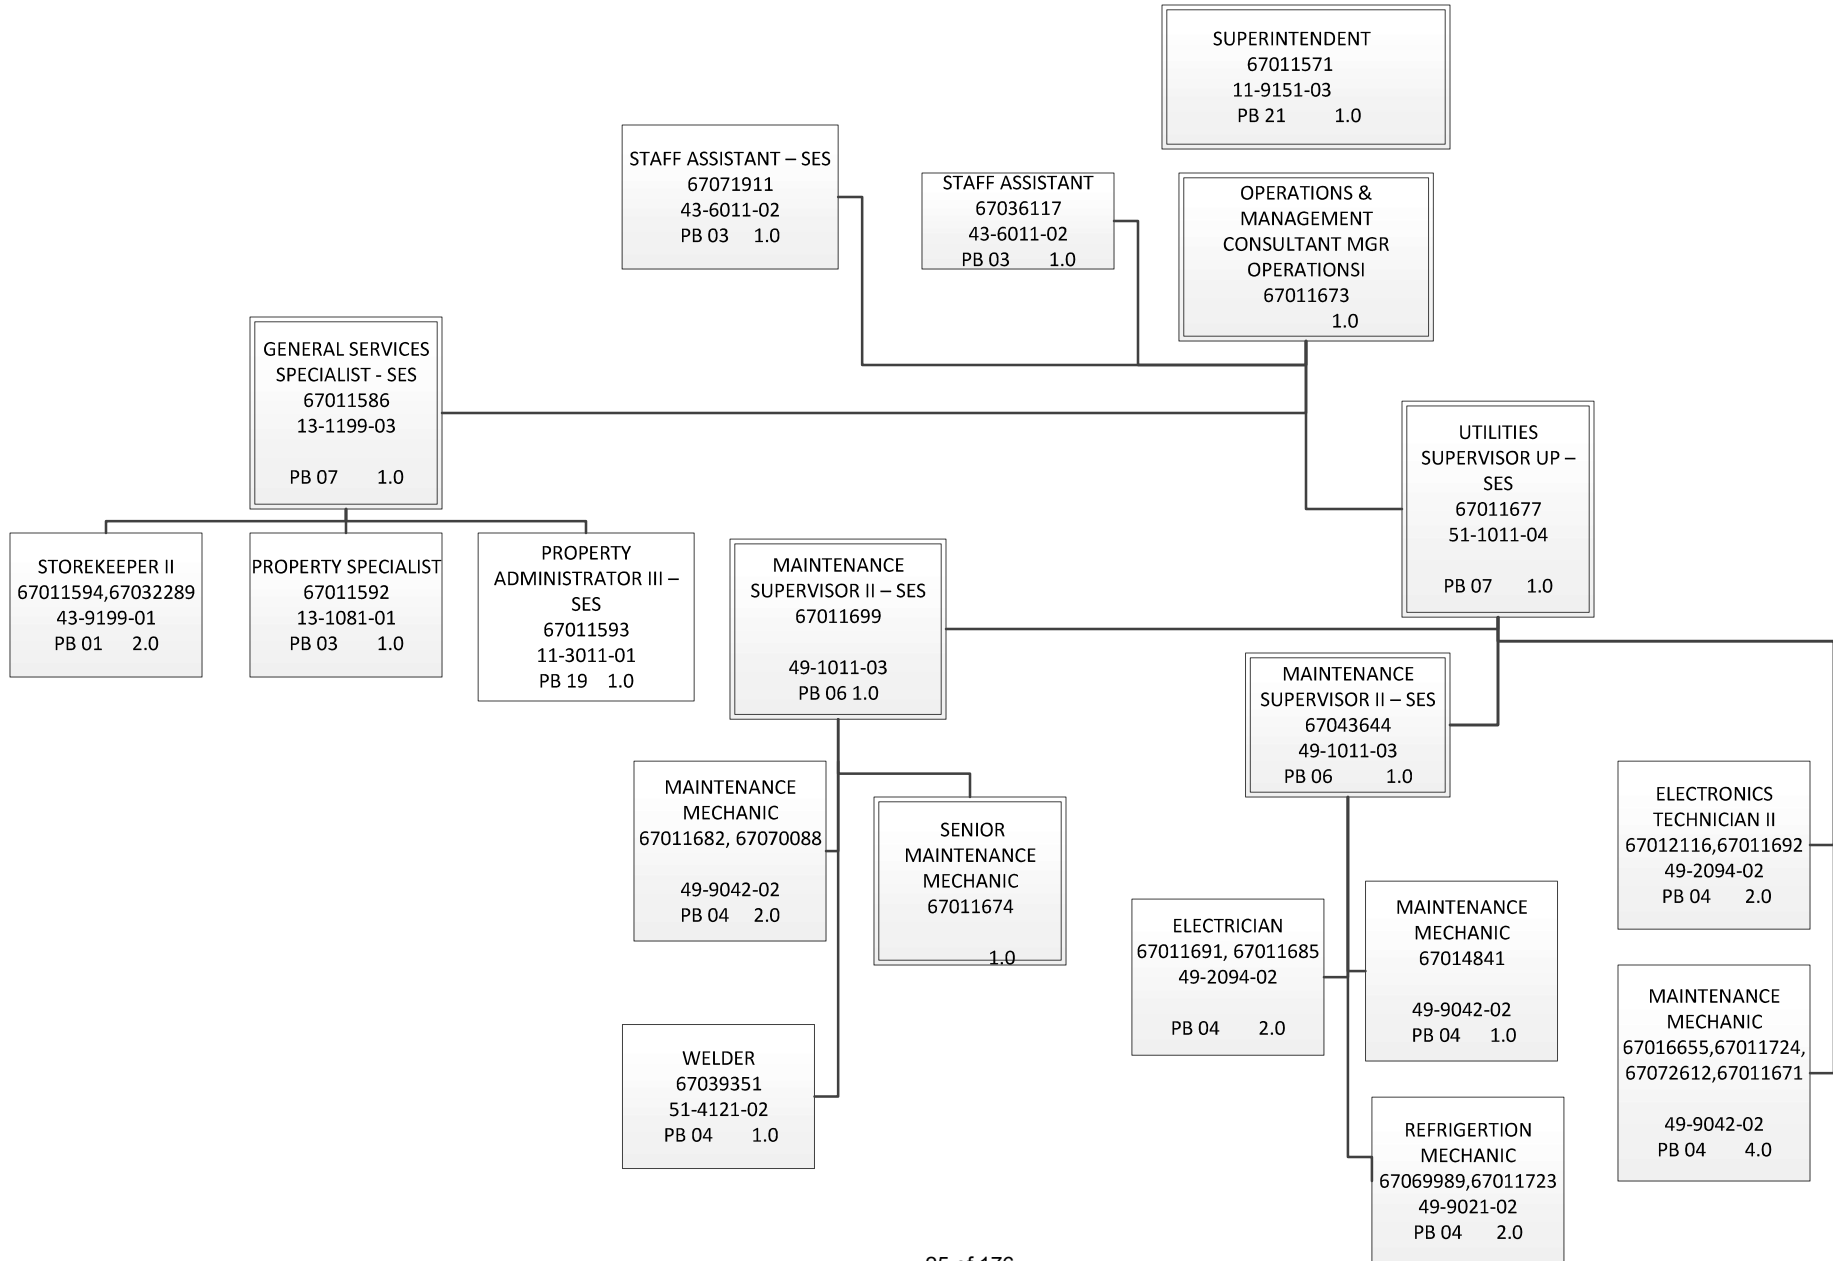 SUPERINTENDENT
67011571
11-9151-03
PB 21 1.0
STAFF ASSISTANT – SES
67071911
43-6011-02
PB 03 1.0
STAFF ASSISTANT
67036117
43-6011-02
PB 03 1.0
OPERATIONS &
MANAGEMENT
CONSULTANT MGR
OPERATIONSI
67011673
1.0
GENERAL SERVICES
SPECIALIST - SES
67011586
13-1199-03
PB 07 1.0
UTILITIES
SUPERVISOR UP –
SES
67011677
51-1011-04
PB 07 1.0
STOREKEEPER II
67011594,67032289
43-9199-01
PB 01 2.0
PROPERTY SPECIALIST
67011592
13-1081-01
PB 03 1.0
PROPERTY
ADMINISTRATOR III –
SES
67011593
11-3011-01
PB 19 1.0
MAINTENANCE
SUPERVISOR II – SES
67011699
49-1011-03
PB 06 1.0
MAINTENANCE
SUPERVISOR II – SES
67043644
49-1011-03
PB 06 1.0
MAINTENANCE
MECHANIC
67011682, 67070088
49-9042-02
PB 04 2.0
SENIOR
MAINTENANCE
MECHANIC
67011674
1.0
WELDER
67039351
51-4121-02
PB 04 1.0
ELECTRICIAN
67011691, 67011685
49-2094-02
PB 04 2.0
MAINTENANCE
MECHANIC
67014841
49-9042-02
PB 04 1.0
REFRIGERTION
MECHANIC
67069989,67011723
49-9021-02
PB 04 2.0
ELECTRONICS
TECHNICIAN II
67012116,67011692
49-2094-02
PB 04 2.0
MAINTENANCE
MECHANIC
67016655,67011724,
67072612,67011671
49-9042-02
PB 04 4.0